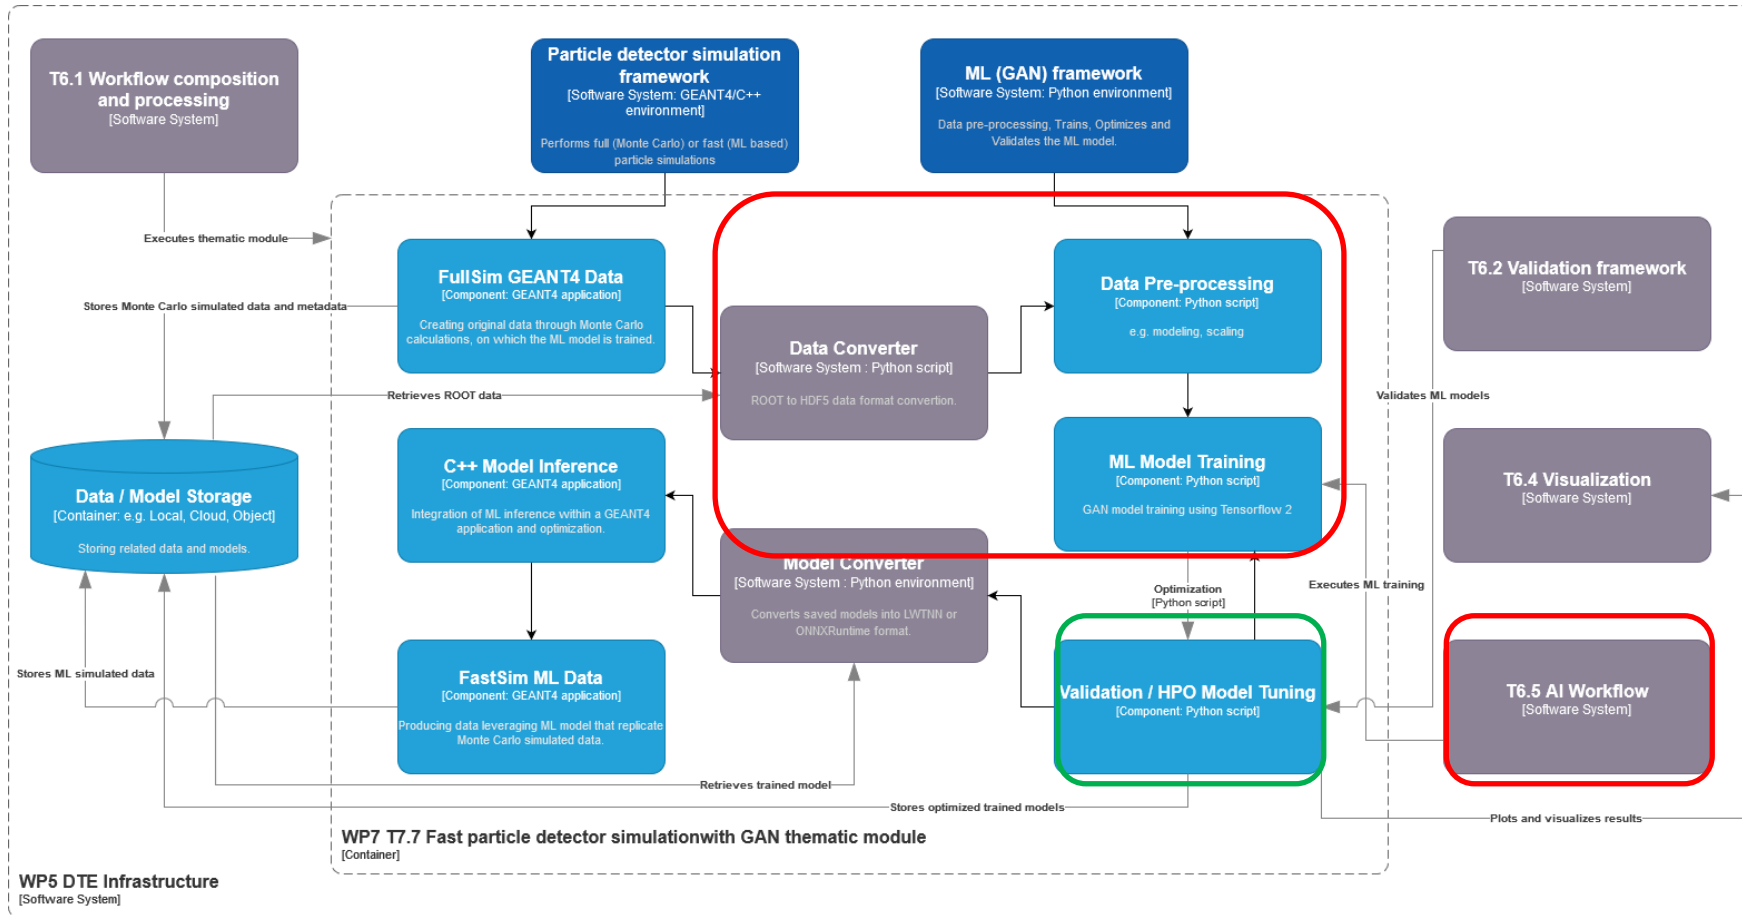 T6.1 Workflow composition
and processing
[Software System]
Particle detector simulation
framework
[Software System: GEANT4/C++
environment]
Performs full (Monte Carlo) or fast (ML based)
particle simulations
ML (GAN) framework
[Software System: Python environment]
Data pre-processing, Trains, Optimizes and
Validates the ML model.
Executes thematic module
FullSim GEANT4 Data
[Component: GEANT4 application]
Creating original data through Monte Carlo
calculations, on which the ML model is trained.
Data Pre-processing
[Component: Python script]
e.g. modeling, scaling
T6.2 Validation framework
[Software System]
Stores Monte Carlo simulated data and metadata
Data Converter
[Software System : Python script]
ROOT to HDF5 data format convertion.
Retrieves ROOT data
Validates ML models
C++ Model Inference
[Component: GEANT4 application]
Integration of ML inference within a GEANT4
application and optimization.
ML Model Training
[Component: Python script]
GAN model training using Tensorflow 2
T6.4 Visualization
[Software System]
Data / Model Storage
[Container: e.g. Local, Cloud, Object]
Storing related data and models.
Model Converter
[Software System : Python environment]
Converts saved models into LWTNN or
ONNXRuntime format.
Optimization
[Python script]
Executes ML training
Stores ML simulated data
FastSim ML Data
[Component: GEANT4 application]
Producing data leveraging ML model that replicate
Monte Carlo simulated data.
Validation / HPO Model Tuning
[Component: Python script]
T6.5 AI Workflow
[Software System]
Retrieves trained model
Stores optimized trained models
Plots and visualizes results
WP7 T7.7 Fast particle detector simulationwith GAN thematic module
[Container]
WP5 DTE Infrastructure
[Software System]